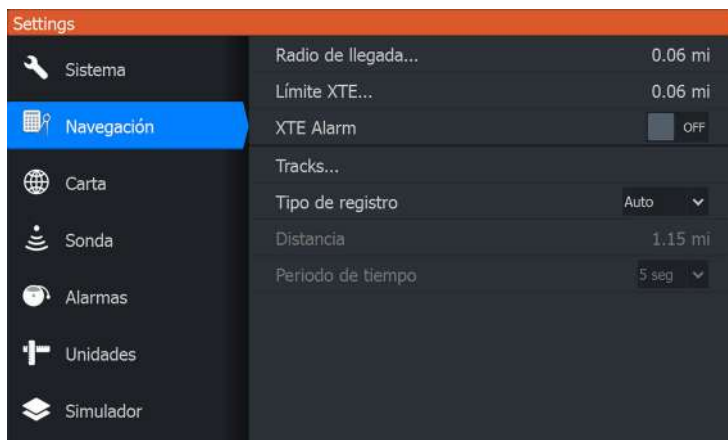 Settings
Sistema
Navegación
Carta
Sonda
Alarmas
Unidades
Simulador
Radio de llegada... 0.06 mi
Límite XTE... 0.06 mi
XTE Alarm OFF
Tracks...
Tipo de registro Auto
Distancia 1.15 mi
Periodo de tiempo 5 seg